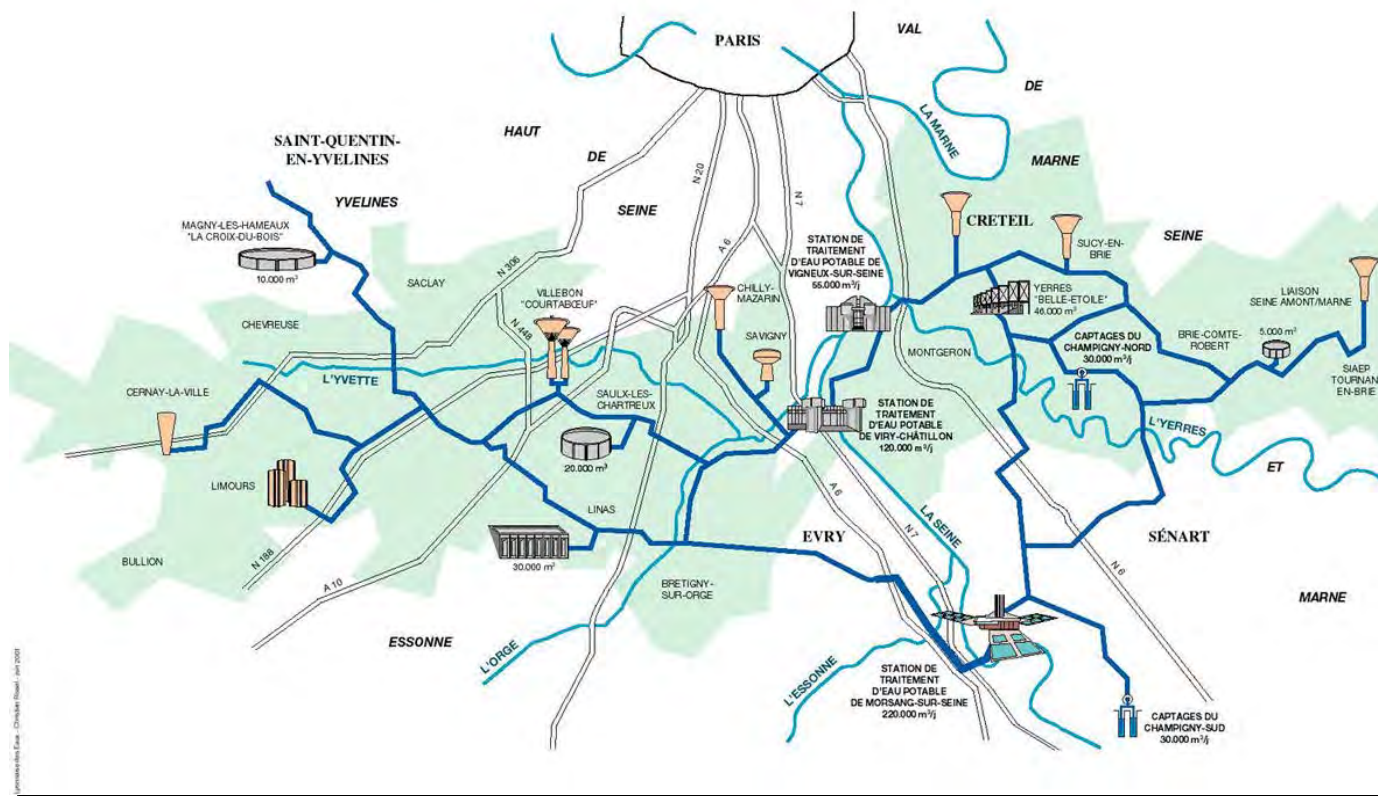 PARIS
VAL
DE
MARNE
HAUT
DE
SEINE
SAINT-QUENTIN-
EN-YVELINES
YVELINES
LA MARNE
N 20
N 7
A 6
N 306
N 448
MAGNY-LES-HAMEAUX
"LA CROIX-DU-BOIS"
10.000 m³
SACLAY
CHEVREUSE
VILLEBON
"COURTABŒUF"
CHILLY-
MAZARIN
SAVIGNY
STATION DE
TRAITEMENT
D'EAU POTABLE DE
VIGNEUX-SUR-SEINE
55.000 m³/j
CRETEIL
SUCY-EN-
BRIE
SEINE
YERRES
"BELLE-ETOILE"
46.000 m³
LIAISON
SEINE AMONT/MARNE
MONTGERON
CAPTAGES DU
CHAMPIGNY-NORD
30.000 m³/j
BRIE-COMTE-
ROBERT
5.000 m³
SIAEP
TOURNAN
EN-BRIE
L'YVETTE
CERNAY-LA-VILLE
SAULX-LES-
CHARTREUX
20.000 m³
STATION DE
TRAITEMENT
D'EAU POTABLE
DE VIRY-CHÂTILLON
120.000 m³/j
L'YERRES
ET
LIMOURS
LINAS
30.000 m³
BULLION
N 188
A 10
EVRY
A 6
N 7
LA SEINE
SÉNART
N 6
BRETIGNY-
SUR-ORGE
MARNE
ESSONNE
L'ORGE
L'ESSONNE
STATION DE
TRAITEMENT
D'EAU POTABLE
DE MORSANG-SUR-SEINE
220.000 m³/j
CAPTAGES DU
CHAMPIGNY-SUD
30.000 m³/j